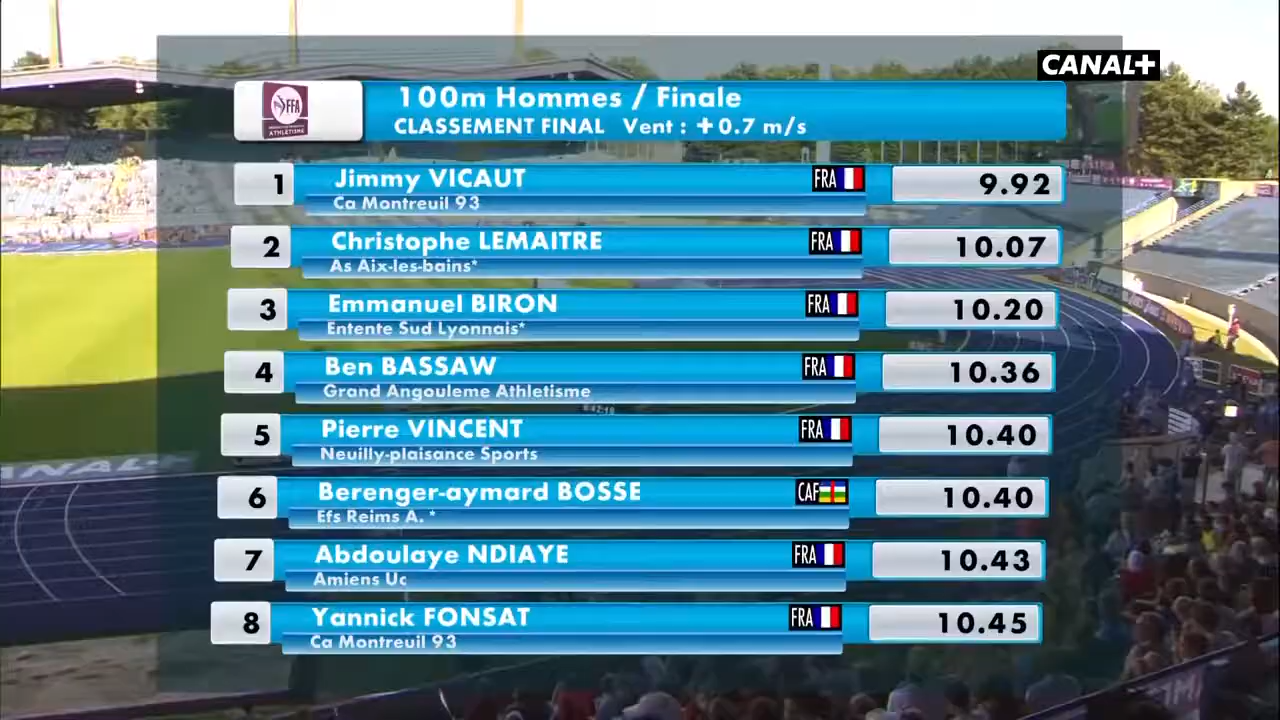 CANAL+
FFA
ATHLÉTISME
100m Hommes / Finale
CLASSEMENT FINAL Vent : +0.7 m/s
1 Jimmy VICAUT FRA 9.92
Ca Montreuil 93
2 Christophe LEMAITRE FRA 10.07
As Aix-les-bains*
3 Emmanuel BIRON FRA 10.20
Entente Sud Lyonnais*
4 Ben BASSAW FRA 10.36
Grand Angouleme Athletisme
5 Pierre VINCENT FRA 10.40
Neuilly-plaisance Sports
6 Berenger-aymard BOSSE CAF 10.40
Efs Reims A. *
7 Abdoulaye NDIAYE FRA 10.43
Amiens Uc
8 Yannick FONSAT FRA 10.45
Ca Montreuil 93
CANAL+